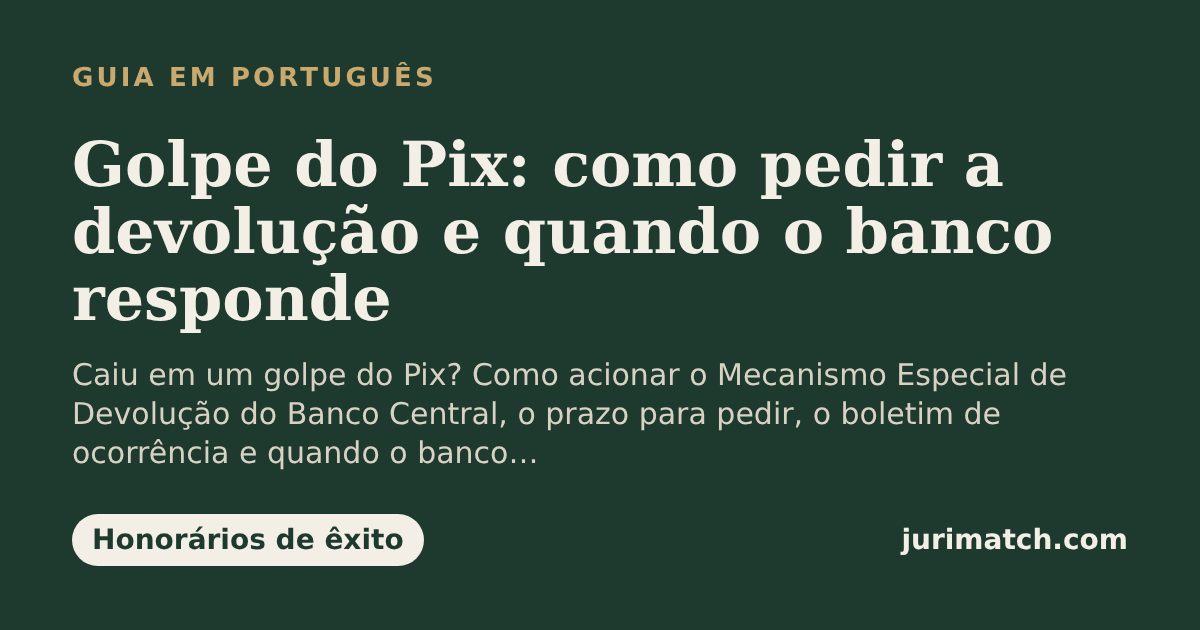 GUIA EM PORTUGUÊS
Golpe do Pix: como pedir a
devolução e quando o banco
responde
Caiu em um golpe do Pix? Como acionar o Mecanismo Especial de
Devolução do Banco Central, o prazo para pedir, o boletim de
ocorrência e quando o banco…
Honorários de êxito
jurimatch.com